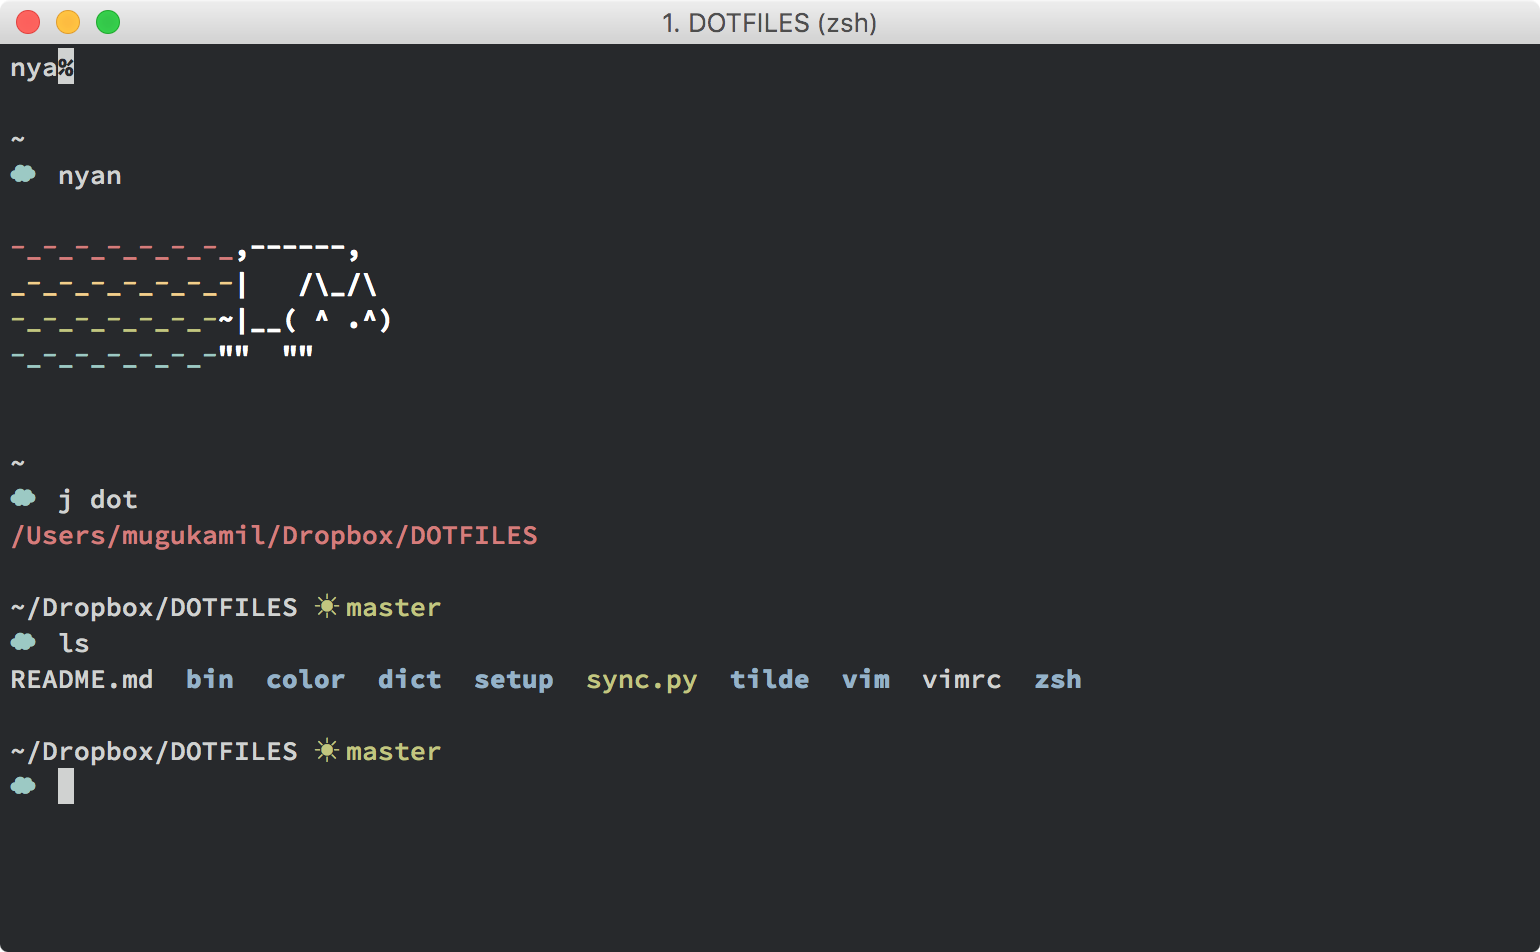 1. DOTFILES (zsh)
nya%
~
☁ nyan
-_-_-_-_-_-_-_,------,
_-_-_-_-_-_-_-|   /\_/\
-_-_-_-_-_-_-~|__( ^ .^)
-_-_-_-_-_-_-""  ""
~
☁ j dot
/Users/mugukamil/Dropbox/DOTFILES
~/Dropbox/DOTFILES ☀ master
☁ ls
README.md  bin  color  dict  setup  sync.py  tilde  vim  vimrc  zsh
~/Dropbox/DOTFILES ☀ master
☁